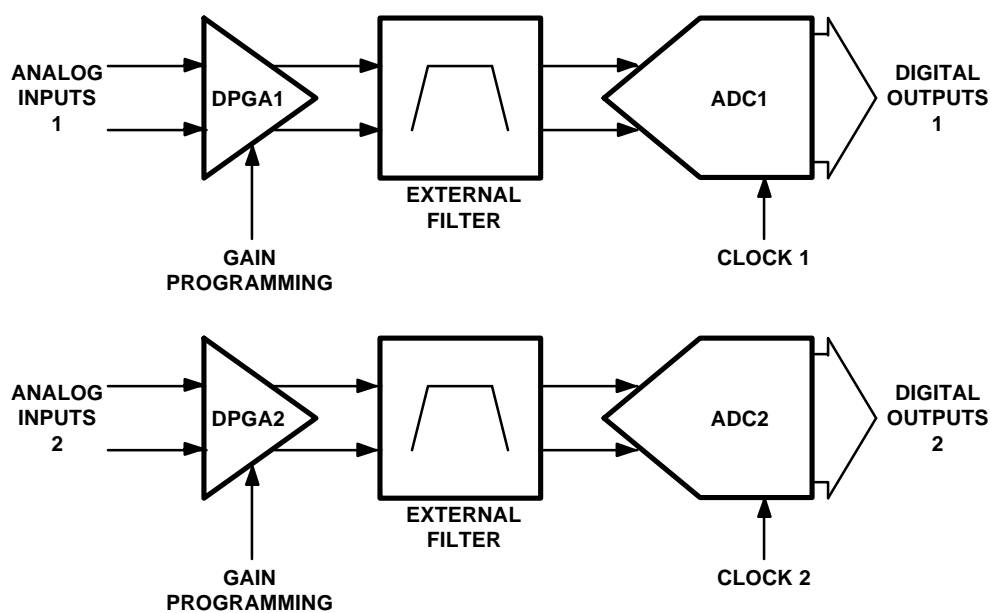 ANALOG
INPUTS
1
DPGA1
ADC1
DIGITAL
OUTPUTS
1
EXTERNAL
FILTER
GAIN
PROGRAMMING
CLOCK 1
ANALOG
INPUTS
2
DPGA2
ADC2
DIGITAL
OUTPUTS
2
EXTERNAL
FILTER
GAIN
PROGRAMMING
CLOCK 2